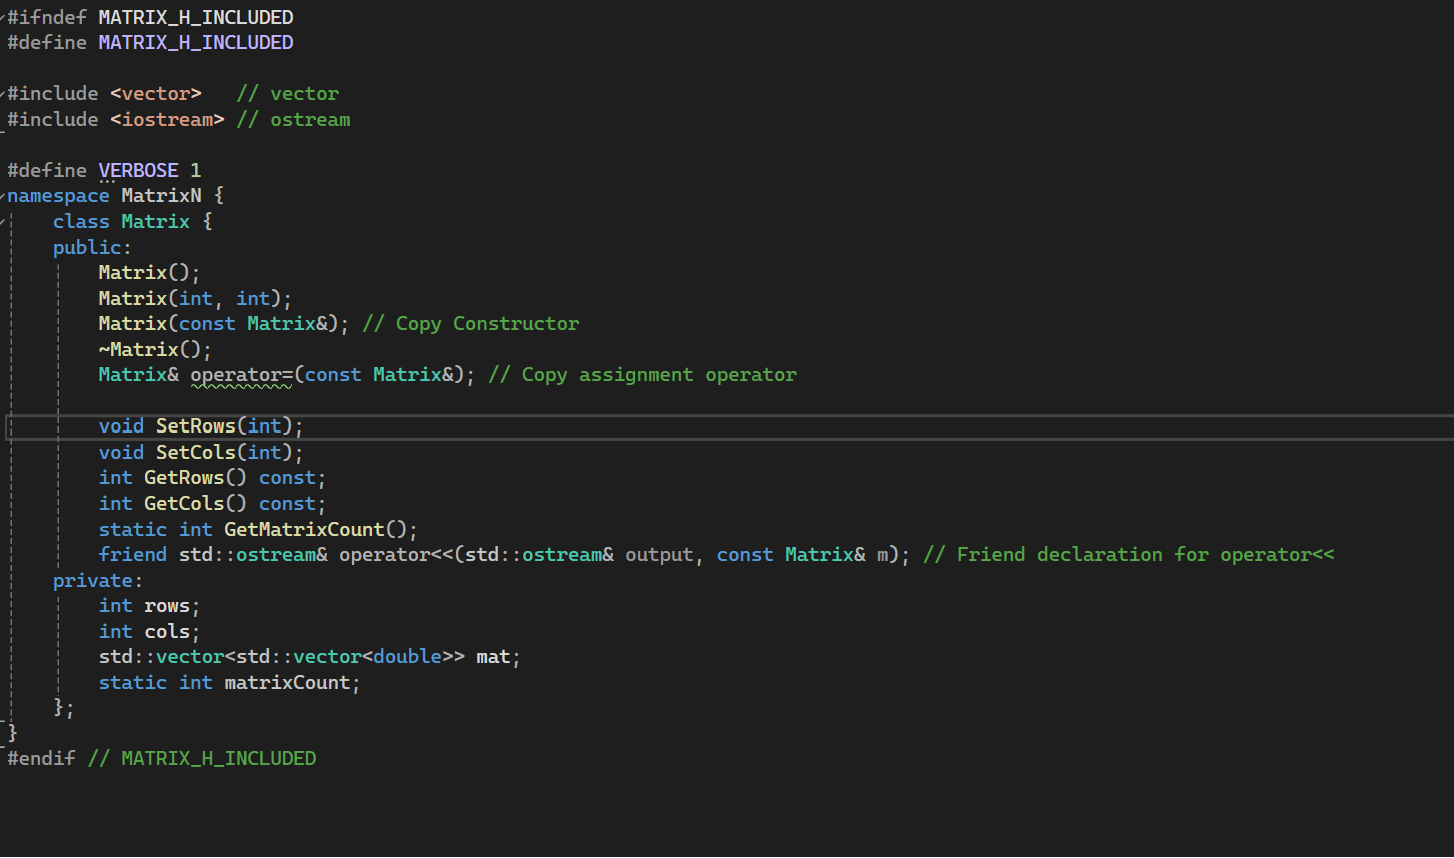 #ifndef MATRIX_H_INCLUDED
#define MATRIX_H_INCLUDED
#include <vector>   // vector
#include <iostream> // ostream
#define VERBOSE 1
namespace MatrixN {
    class Matrix {
    public:
        Matrix();
        Matrix(int, int);
        Matrix(const Matrix&); // Copy Constructor
        ~Matrix();
        Matrix& operator=(const Matrix&); // Copy assignment operator
        void SetRows(int);
        void SetCols(int);
        int GetRows() const;
        int GetCols() const;
        static int GetMatrixCount();
        friend std::ostream& operator<<(std::ostream& output, const Matrix& m); // Friend declaration for operator<<
    private:
        int rows;
        int cols;
        std::vector<std::vector<double>> mat;
        static int matrixCount;
    };
}
#endif // MATRIX_H_INCLUDED